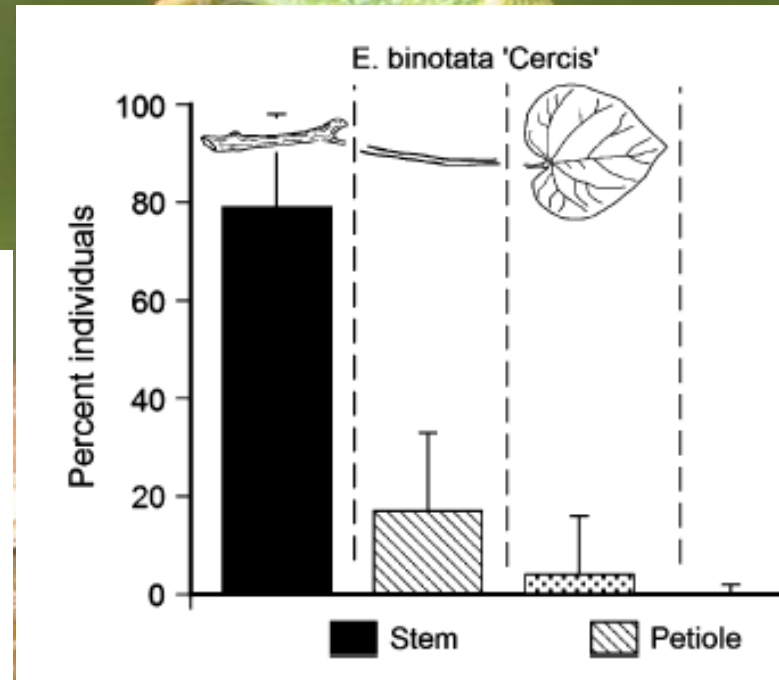 E. binotata 'Cercis'
Percent individuals
100
80
60
40
20
0
Stem
Petiole